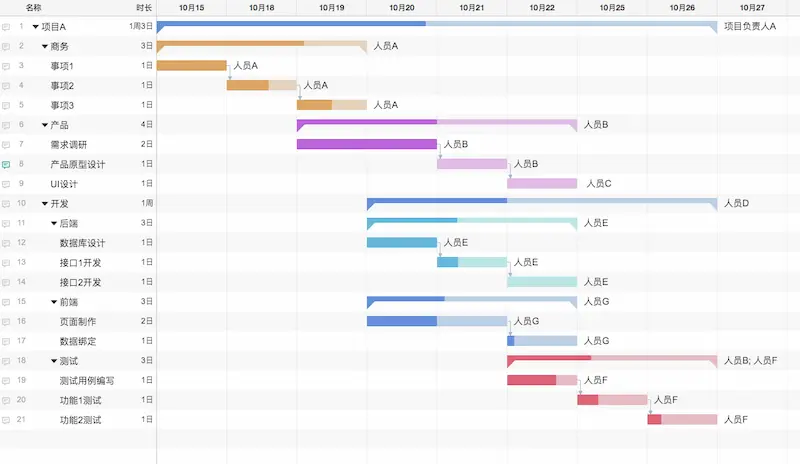 名称 时长 10月15 10月18 10月19 10月20 10月21 10月22 10月25 10月26 10月27
1 项目A 1周3日 项目负责人A
2 商务 3日 人员A
3 事项1 1日 人员A
4 事项2 1日 人员A
5 事项3 1日 人员A
6 产品 4日 人员B
7 需求调研 2日 人员B
8 产品原型设计 1日 人员B
9 UI设计 1日 人员C
10 开发 1周 人员D
11 后端 3日 人员E
12 数据库设计 1日 人员E
13 接口1开发 1日 人员E
14 接口2开发 1日 人员E
15 前端 3日 人员G
16 页面制作 2日 人员G
17 数据绑定 1日 人员G
18 测试 3日 人员B; 人员F
19 测试用例编写 1日 人员F
20 功能1测试 1日 人员F
21 功能2测试 1日 人员F